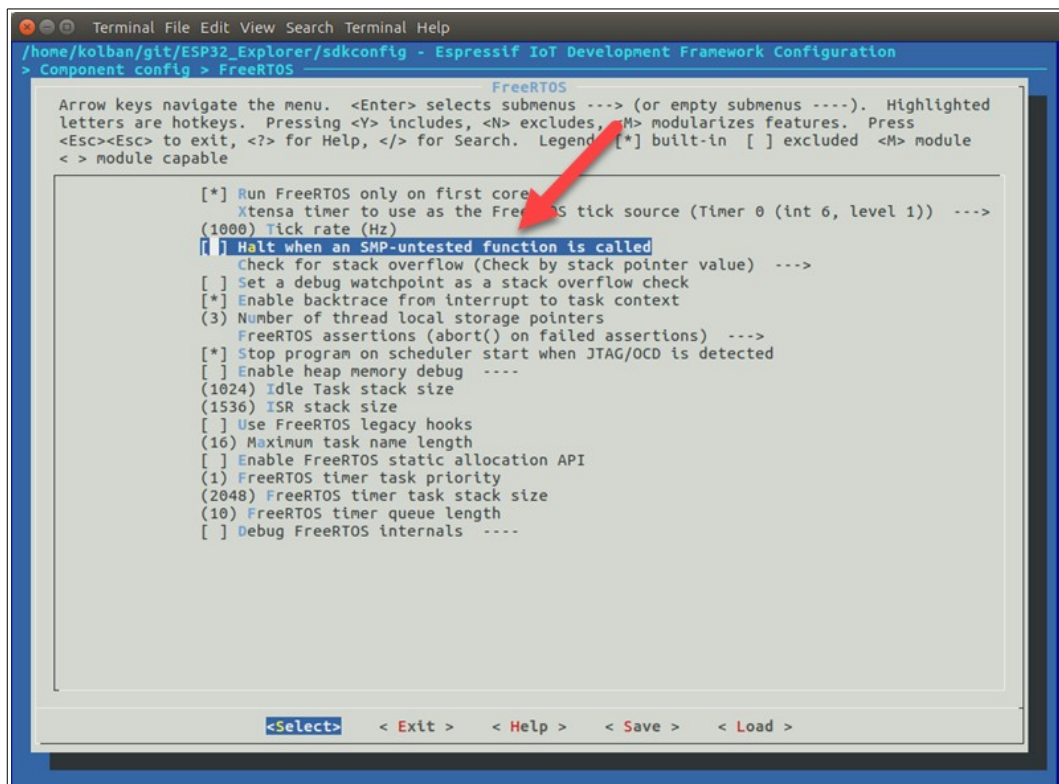 Terminal File Edit View Search Terminal Help
/home/kolban/git/ESP32_Explorer/sdkconfig - Espressif IoT Development Framework Configuration
> Component config > FreeRTOS
FreeRTOS
Arrow keys navigate the menu. <Enter> selects submenus ---> (or empty submenus ----). Highlighted
letters are hotkeys. Pressing <Y> includes, <N> excludes, <M> modularizes features. Press
<Esc><Esc> to exit, <?> for Help, </> for Search. Legend [*] built-in [ ] excluded <M> module
< > module capable
[*] Run FreeRTOS only on first core
Xtensa timer to use as the FreeRTOS tick source (Timer 0 (int 6, level 1)) --->
(1000) Tick rate (Hz)
[ ] Halt when an SMP-untested function is called
Check for stack overflow (Check by stack pointer value) --->
[ ] Set a debug watchpoint as a stack overflow check
[*] Enable backtrace from interrupt to task context
(3) Number of thread local storage pointers
FreeRTOS assertions (abort() on failed assertions) --->
[*] Stop program on scheduler start when JTAG/OCD is detected
[ ] Enable heap memory debug ----
(1024) Idle Task stack size
(1536) ISR stack size
[ ] Use FreeRTOS legacy hooks
(16) Maximum task name length
[ ] Enable FreeRTOS static allocation API
(1) FreeRTOS timer task priority
(2048) FreeRTOS timer task stack size
(10) FreeRTOS timer queue length
[ ] Debug FreeRTOS internals ----
<Select> < Exit > < Help > < Save > < Load >